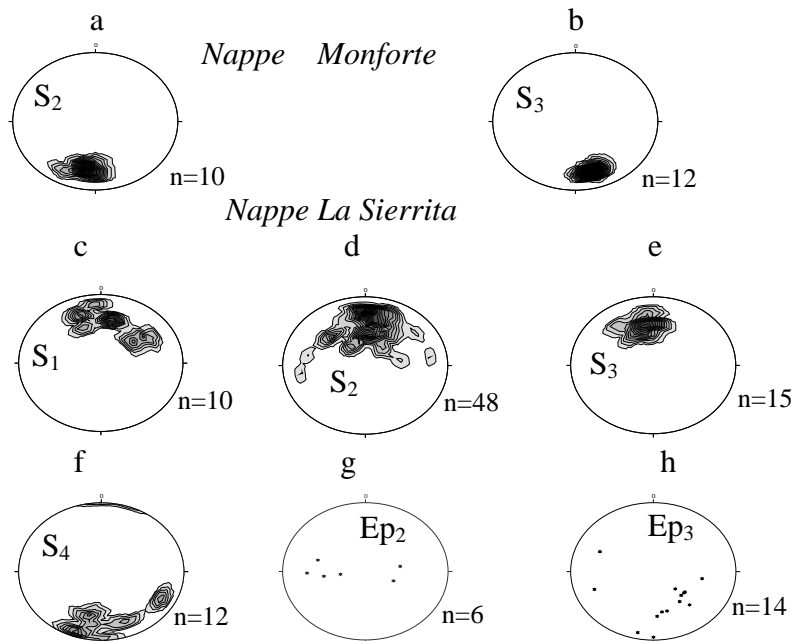 a b
Nappe Monforte
S₂ S₃
n=10 n=12
Nappe La Sierrita
c d e
S₁ S₂ S₃
n=10 n=48 n=15
f g h
S₄ Ep₂ Ep₃
n=12 n=6 n=14